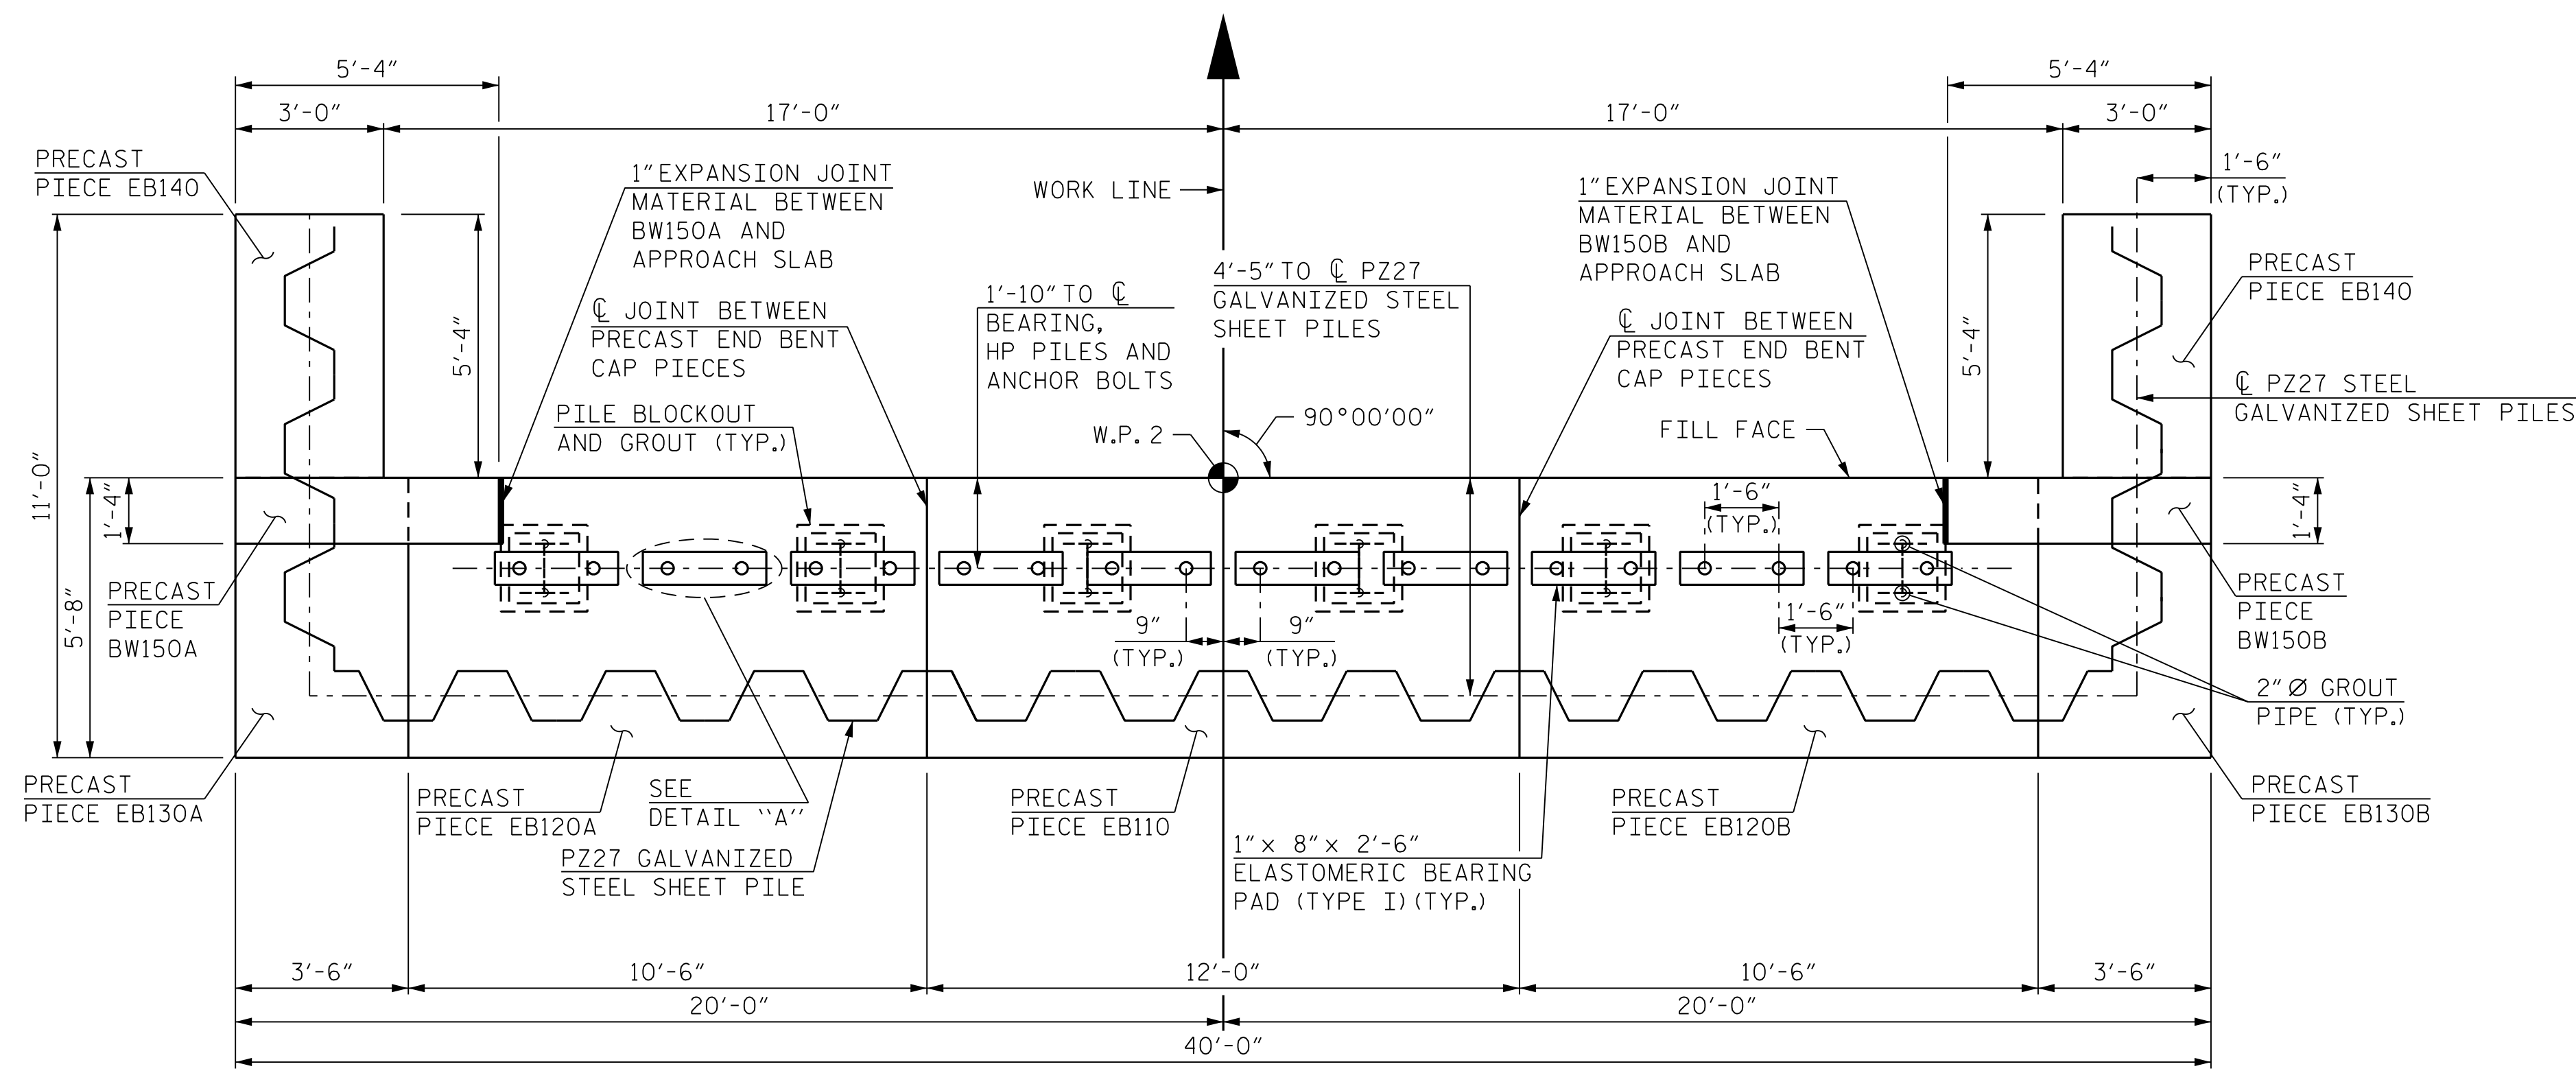 5'-4"
5'-4"
3'-0"
17'-0"
17'-0"
3'-0"
PRECAST
PIECE EB140
1" EXPANSION JOINT
MATERIAL BETWEEN
BW150A AND
APPROACH SLAB
WORK LINE
1" EXPANSION JOINT
MATERIAL BETWEEN
BW150B AND
APPROACH SLAB
1'-6"
(TYP.)
4'-5" TO ℄ PZ27
GALVANIZED STEEL
SHEET PILES
PRECAST
PIECE EB140
1'-10" TO ℄
BEARING,
HP PILES AND
ANCHOR BOLTS
℄ JOINT BETWEEN
PRECAST END BENT
CAP PIECES
℄ JOINT BETWEEN
PRECAST END BENT
CAP PIECES
5'-4"
5'-4"
℄ PZ27 STEEL
GALVANIZED SHEET PILES
PILE BLOCKOUT
AND GROUT (TYP.)
W.P. 2
90°00'00"
FILL FACE
11'-0"
1'-4"
5'-8"
1'-6"
(TYP.)
1'-4"
PRECAST
PIECE
BW150A
PRECAST
PIECE
BW150B
9"
(TYP.)
9"
(TYP.)
1'-6"
(TYP.)
2" Ø GROUT
PIPE (TYP.)
PRECAST
PIECE EB130A
PRECAST
PIECE EB120A
SEE
DETAIL "A"
PRECAST
PIECE EB110
PRECAST
PIECE EB120B
PRECAST
PIECE EB130B
PZ27 GALVANIZED
STEEL SHEET PILE
1" x 8" x 2'-6"
ELASTOMERIC BEARING
PAD (TYPE I) (TYP.)
3'-6"
10'-6"
12'-0"
10'-6"
3'-6"
20'-0"
20'-0"
40'-0"